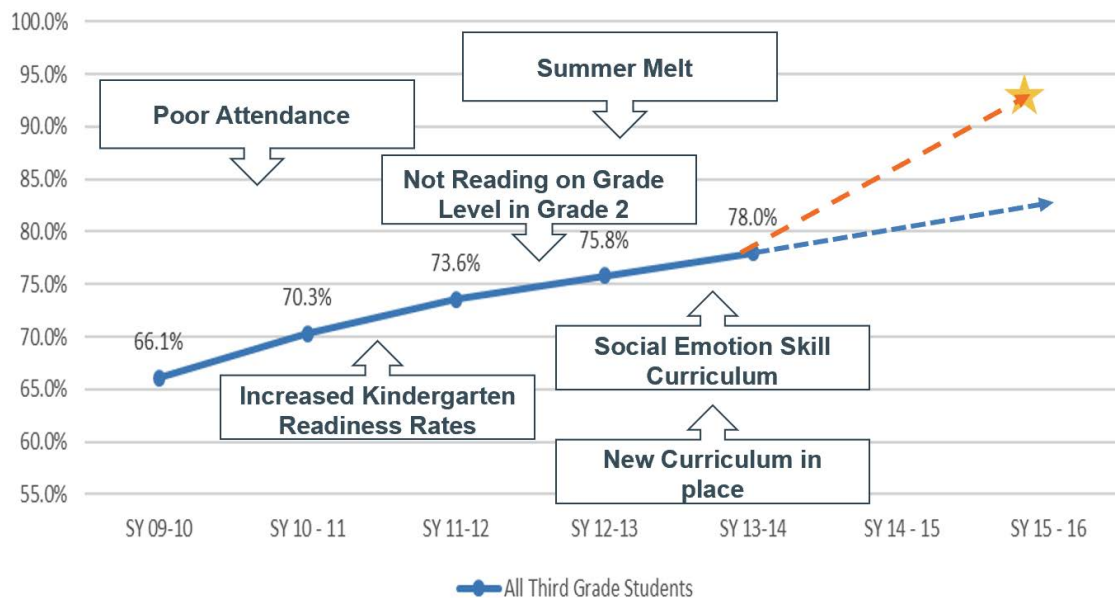 100.0%
95.0%
90.0%
85.0%
80.0%
75.0%
70.0%
65.0%
60.0%
55.0%
Summer Melt
Poor Attendance
Not Reading on Grade
Level in Grade 2
66.1%
70.3%
73.6%
75.8%
78.0%
Increased Kindergarten
Readiness Rates
Social Emotion Skill
Curriculum
New Curriculum in
place
SY 09-10
SY 10 - 11
SY 11-12
SY 12-13
SY 13-14
SY 14 - 15
SY 15 - 16
All Third Grade Students